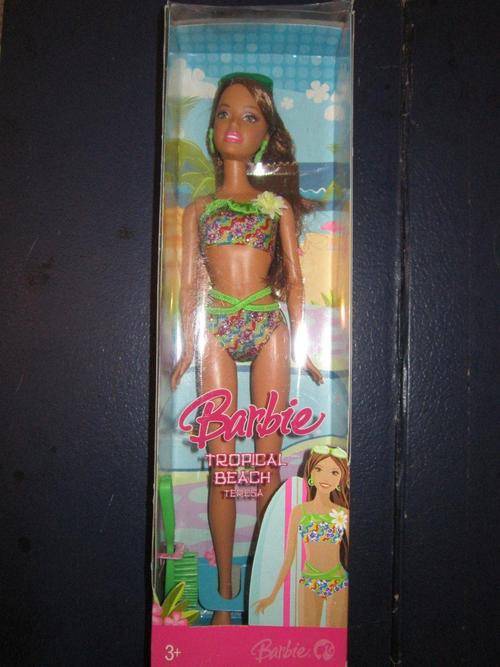 Barbie
TROPICAL
BEACH
TERESA
3+
Barbie